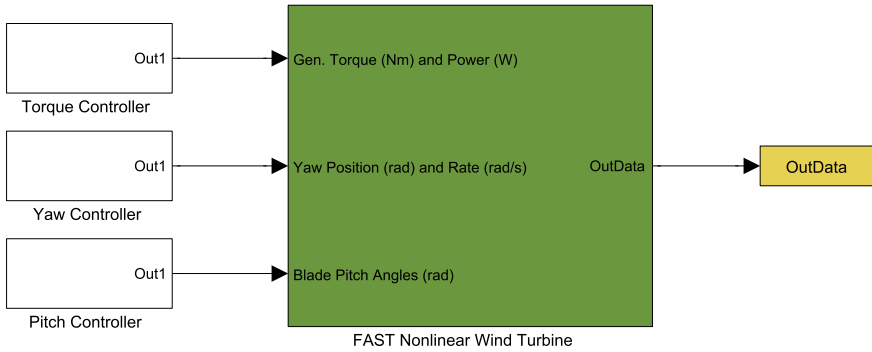 Out1
Gen. Torque (Nm) and Power (W)
Torque Controller
Out1
Yaw Position (rad) and Rate (rad/s)
OutData
OutData
Yaw Controller
Out1
Blade Pitch Angles (rad)
Pitch Controller
FAST Nonlinear Wind Turbine